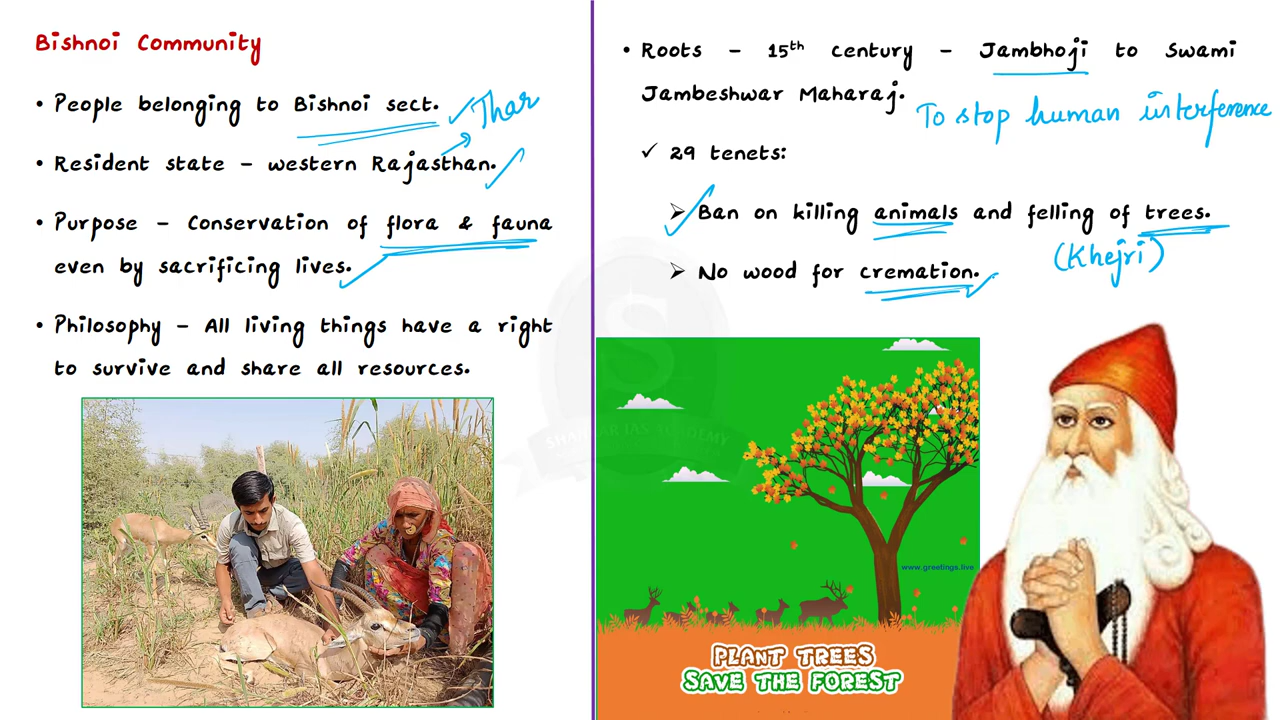 Bishnoi Community
• People belonging to Bishnoi sect.
Thar
• Resident state – western Rajasthan.
• Purpose – Conservation of flora & fauna
even by sacrificing lives.
• Philosophy – All living things have a right
to survive and share all resources.
• Roots – 15th century – Jambhoji to Swami
Jambeshwar Maharaj.
To stop human interference
✓ 29 tenets:
➢ Ban on killing animals and felling of trees.
(Khejri)
➢ No wood for cremation.
S
SHANKAR IAS ACADEMY
www.greetings.live
PLANT TREES
SAVE THE FOREST